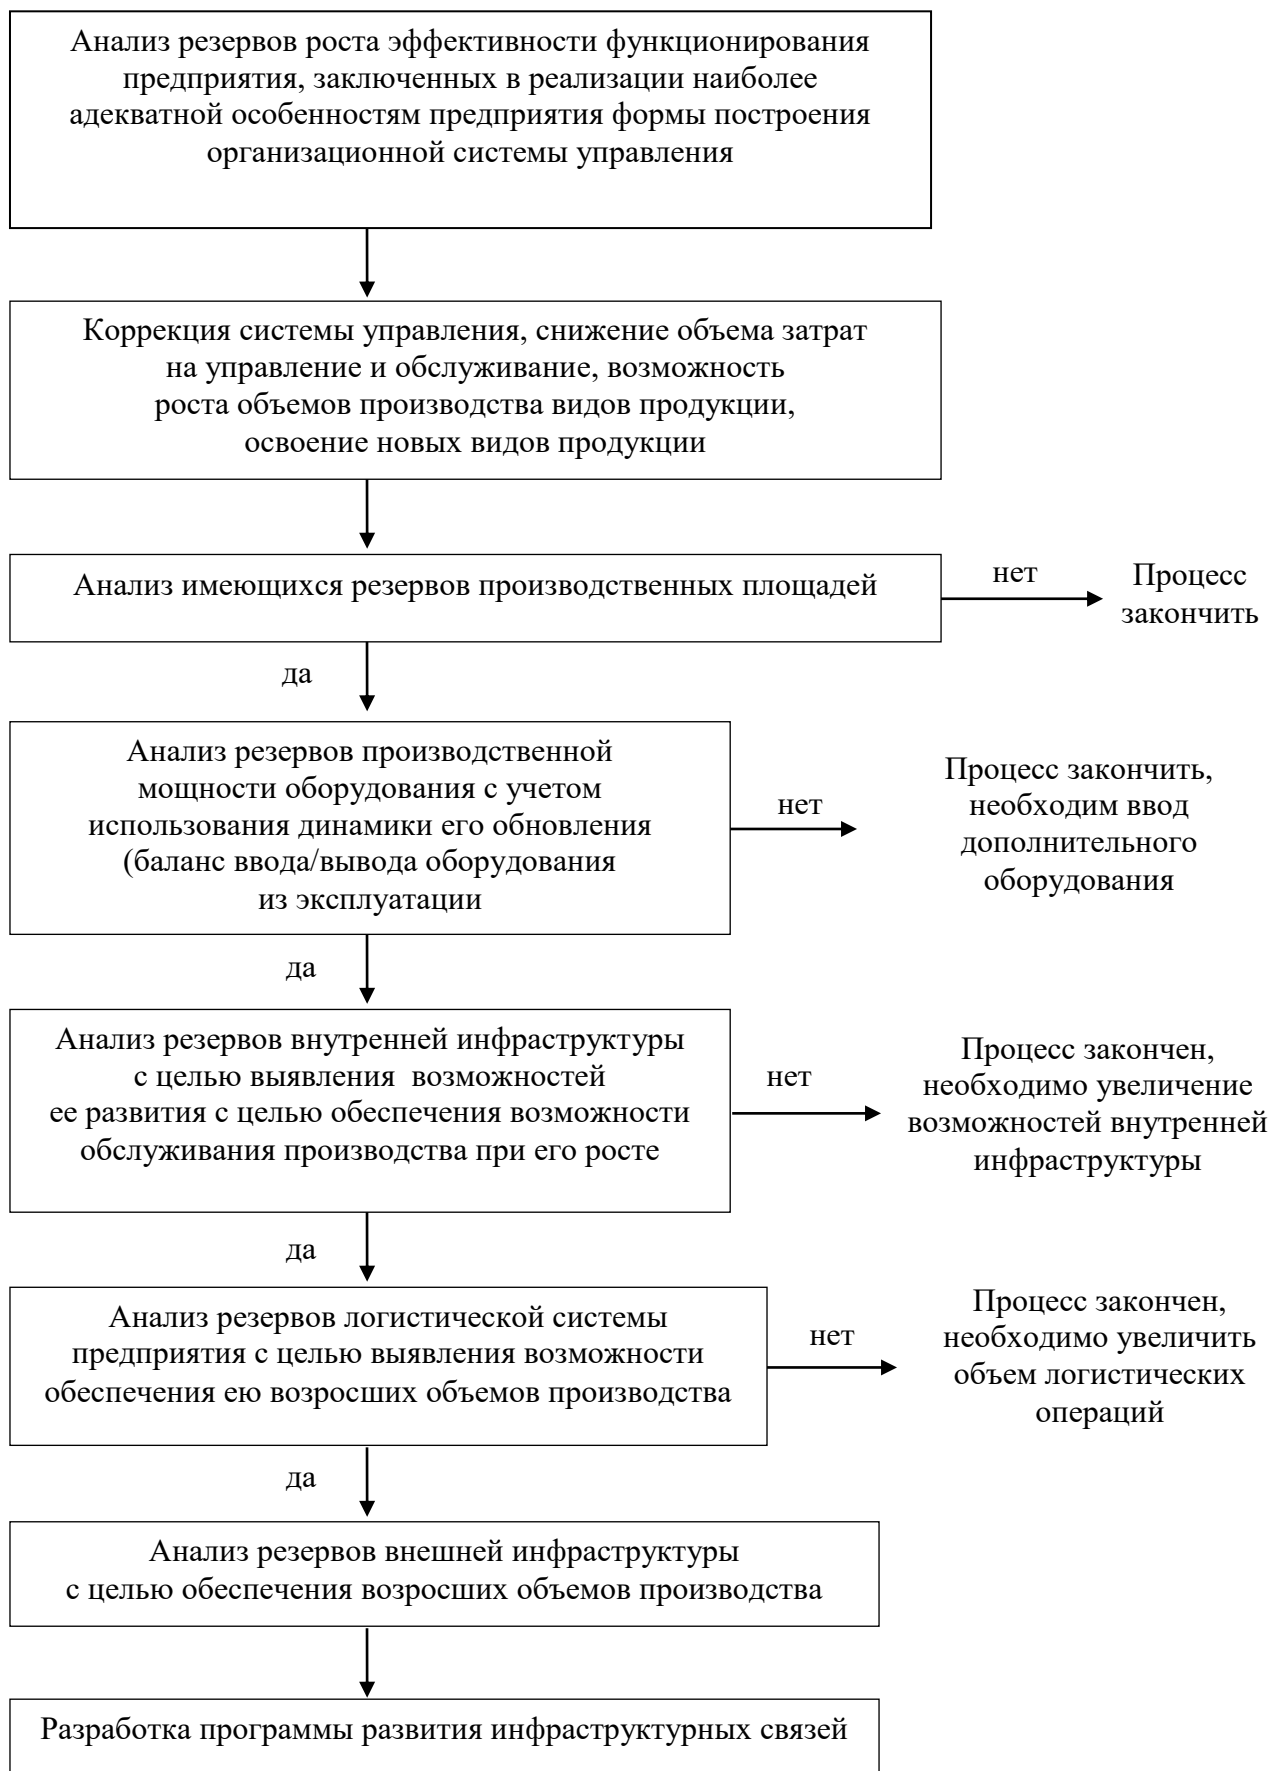 Анализ резервов роста эффективности функционирования
предприятия, заключенных в реализации наиболее
адекватной особенностям предприятия формы построения
организационной системы управления
Коррекция системы управления, снижение объема затрат
на управление и обслуживание, возможность
роста объемов производства видов продукции,
освоение новых видов продукции
Анализ имеющихся резервов производственных площадей
нет
Процесс
закончить
да
Анализ резервов производственной
мощности оборудования с учетом
использования динамики его обновления
(баланс ввода/вывода оборудования
из эксплуатации
нет
Процесс закончить,
необходим ввод
дополнительного
оборудования
да
Анализ резервов внутренней инфраструктуры
с целью выявления возможностей
ее развития с целью обеспечения возможности
обслуживания производства при его росте
нет
Процесс закончен,
необходимо увеличение
возможностей внутренней
инфраструктуры
да
Анализ резервов логистической системы
предприятия с целью выявления возможности
обеспечения ею возросших объемов производства
нет
Процесс закончен,
необходимо увеличить
объем логистических
операций
да
Анализ резервов внешней инфраструктуры
с целью обеспечения возросших объемов производства
Разработка программы развития инфраструктурных связей